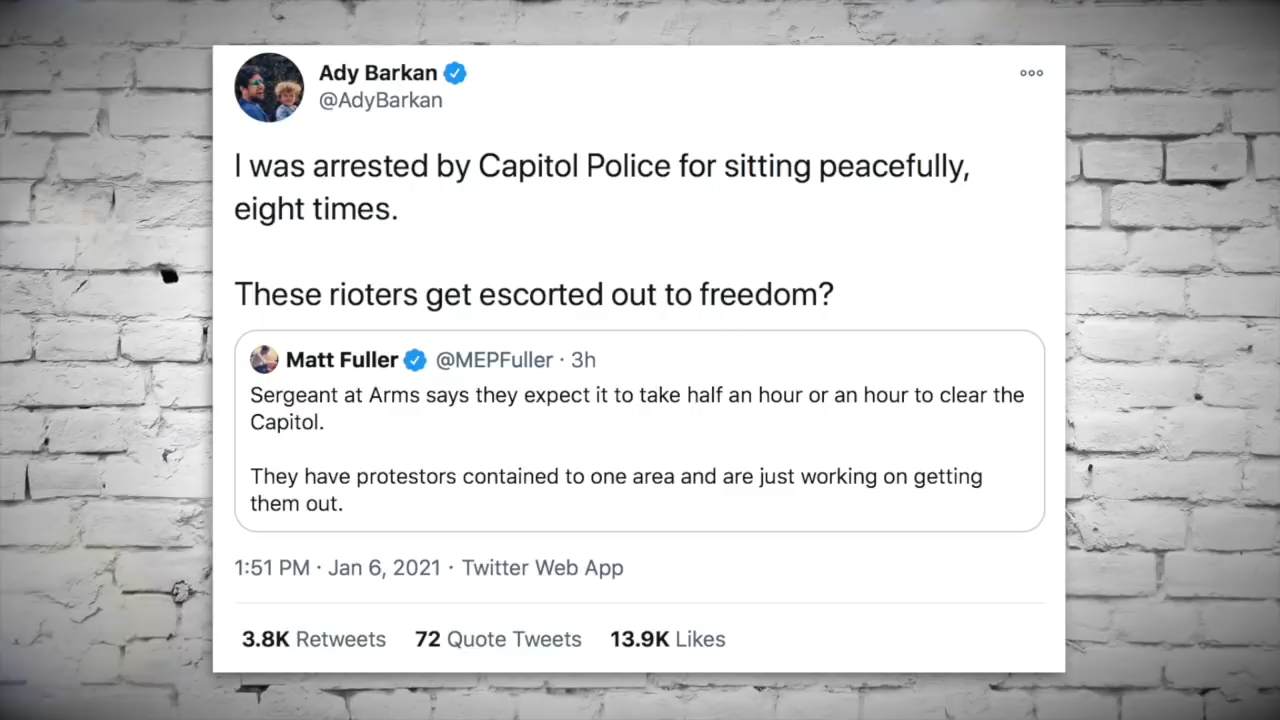 Ady Barkan
@AdyBarkan
I was arrested by Capitol Police for sitting peacefully,
eight times.
These rioters get escorted out to freedom?
Matt Fuller @MEPFuller · 3h
Sergeant at Arms says they expect it to take half an hour or an hour to clear the
Capitol.
They have protestors contained to one area and are just working on getting
them out.
1:51 PM · Jan 6, 2021 · Twitter Web App
3.8K Retweets 72 Quote Tweets 13.9K Likes